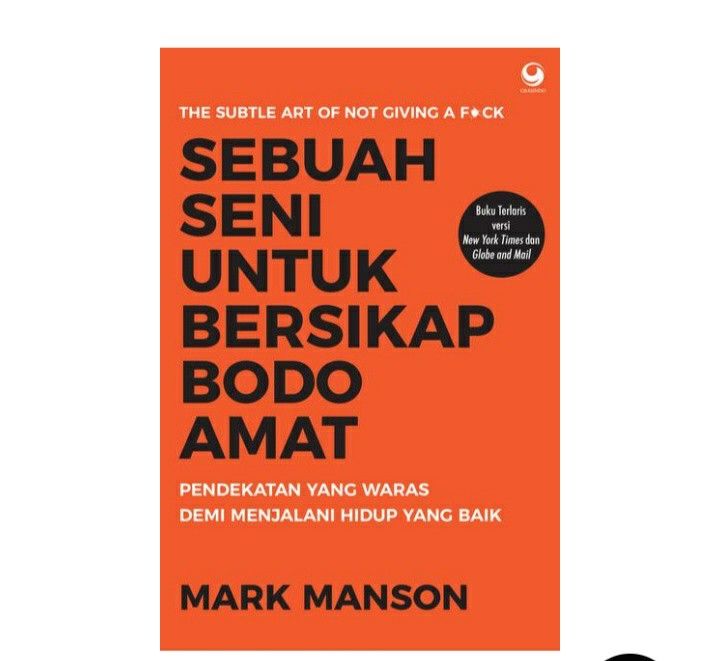 THE SUBTLE ART OF NOT GIVING A F*CK
SEBUAH
SENI
UNTUK
BERSIKAP
BODO
AMAT
Buku Terlaris
versi
New York Times dan
Globe and Mail
PENDEKATAN YANG WARAS
DEMI MENJALANI HIDUP YANG BAIK
MARK MANSON